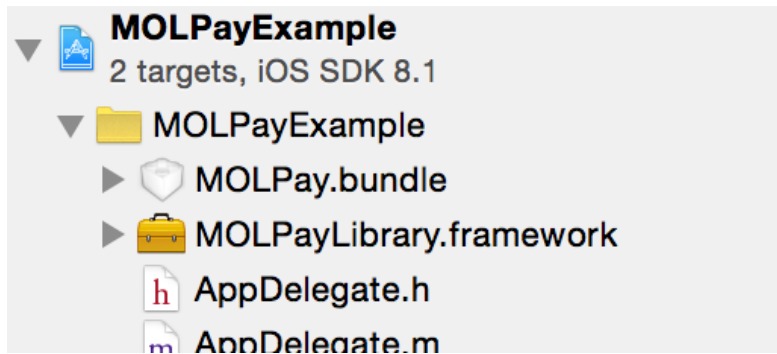 MOLPayExample
2 targets, iOS SDK 8.1
MOLPayExample
MOLPay.bundle
MOLPayLibrary.framework
h AppDelegate.h
m AppDelegate.m